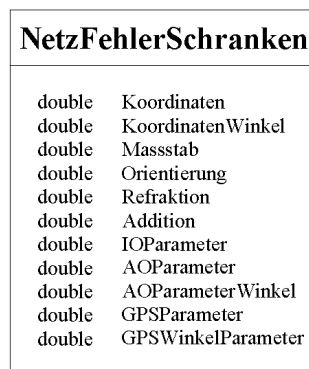 NetzFehlerSchranken
double Koordinaten
double KoordinatenWinkel
double Massstab
double Orientierung
double Refraktion
double Addition
double IOParameter
double AOParameter
double AOParameterWinkel
double GPSParameter
double GPSWinkelParameter